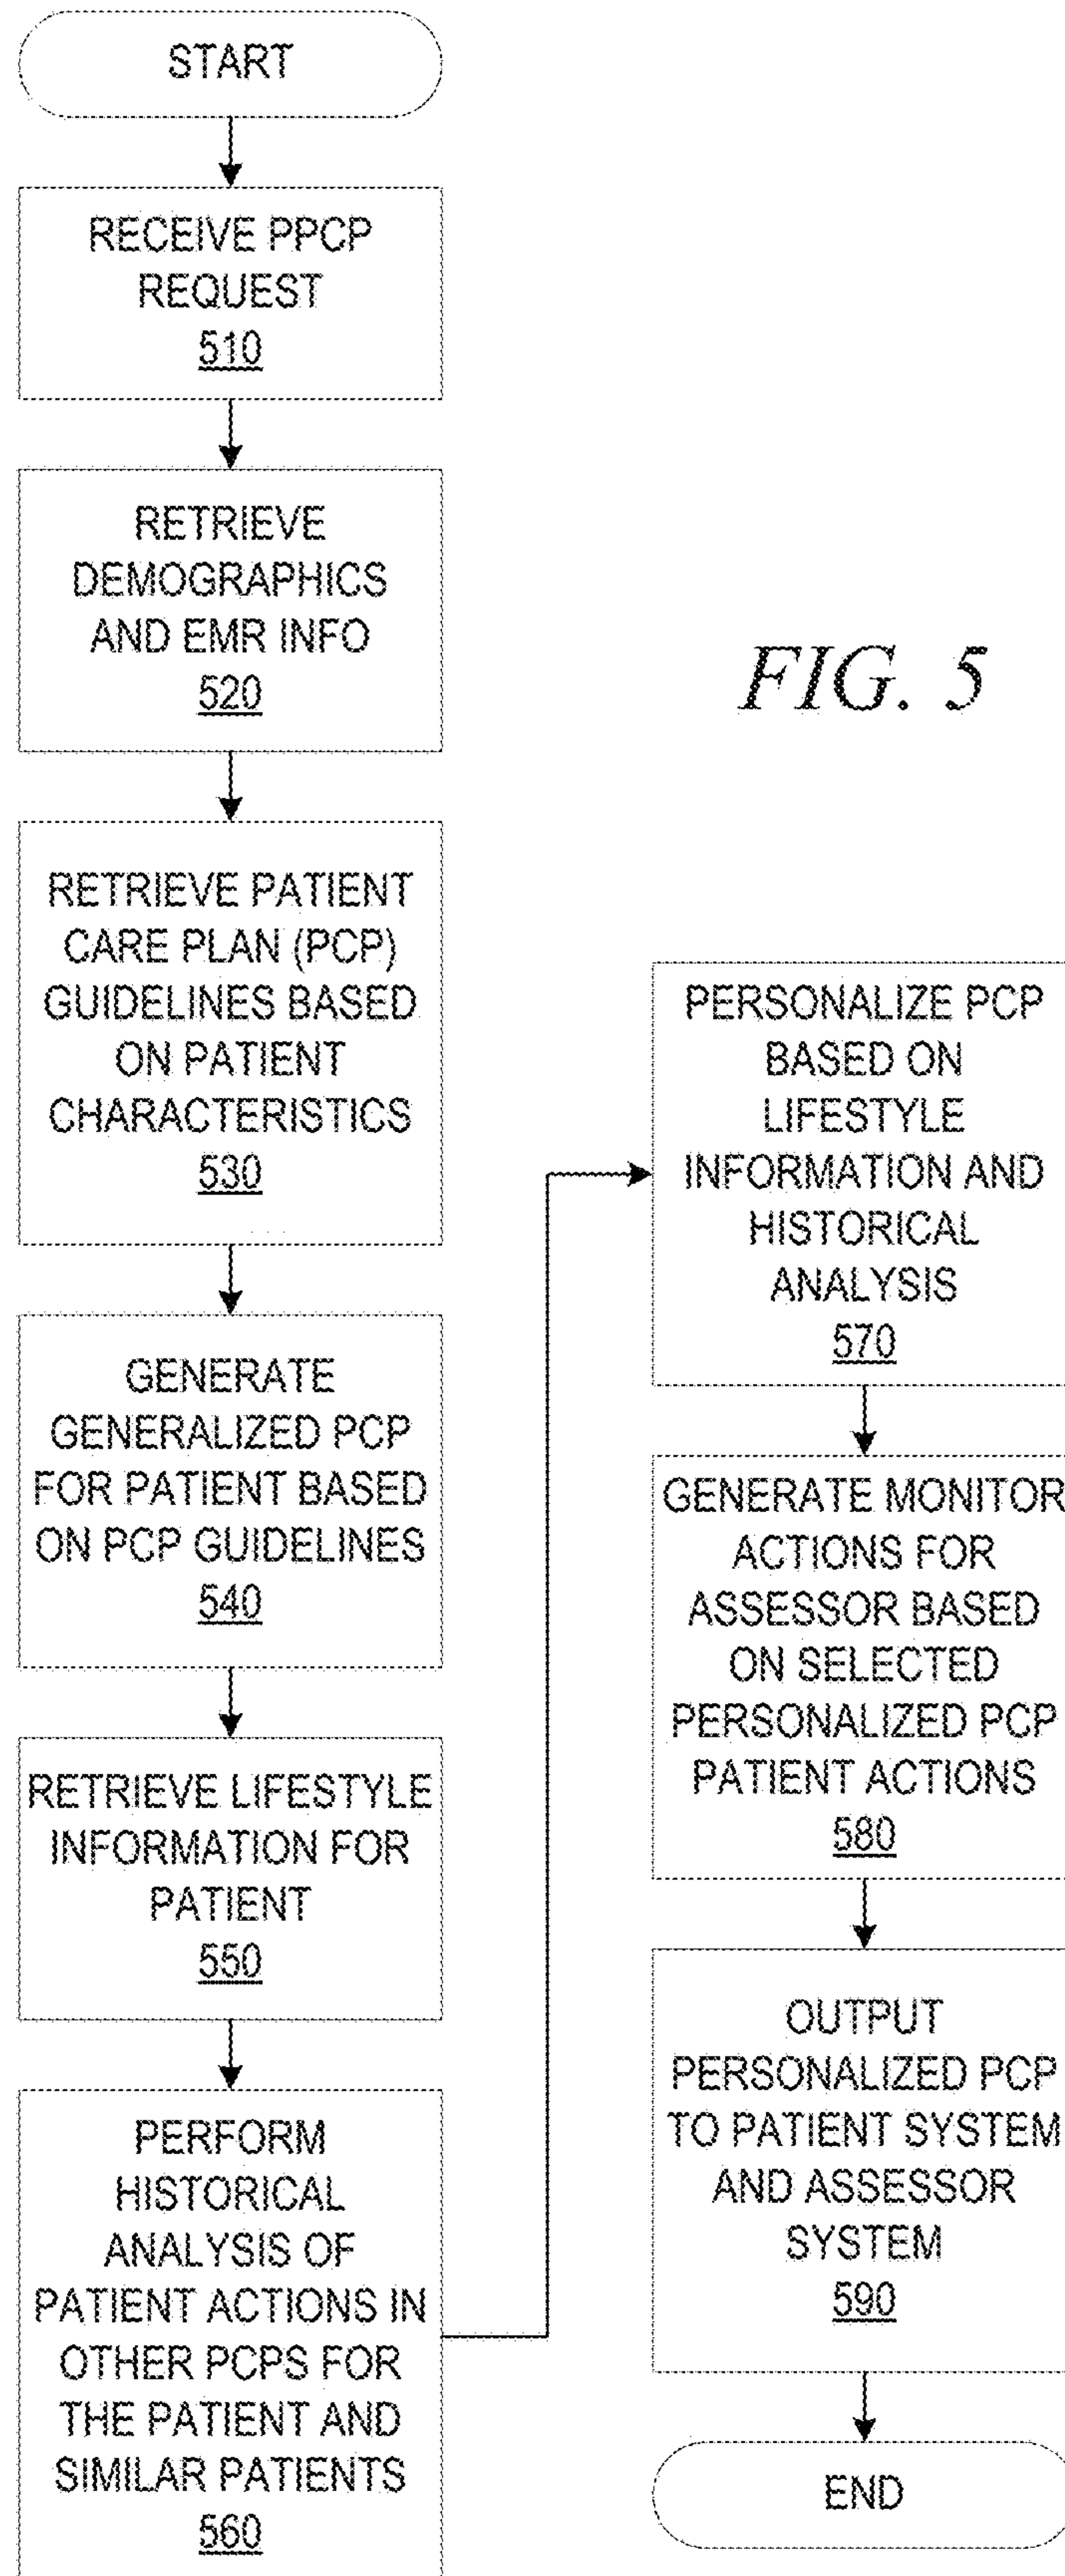 START
RECEIVE PPCP
REQUEST
510
RETRIEVE
DEMOGRAPHICS
AND EMR INFO
520
RETRIEVE PATIENT
CARE PLAN (PCP)
GUIDELINES BASED
ON PATIENT
CHARACTERISTICS
530
GENERATE
GENERALIZED PCP
FOR PATIENT BASED
ON PCP GUIDELINES
540
RETRIEVE LIFESTYLE
INFORMATION FOR
PATIENT
550
PERFORM
HISTORICAL
ANALYSIS OF
PATIENT ACTIONS IN
OTHER PCPS FOR
THE PATIENT AND
SIMILAR PATIENTS
560
FIG. 5
PERSONALIZE PCP
BASED ON
LIFESTYLE
INFORMATION AND
HISTORICAL
ANALYSIS
570
GENERATE MONITOR
ACTIONS FOR
ASSESSOR BASED
ON SELECTED
PERSONALIZED PCP
PATIENT ACTIONS
580
OUTPUT
PERSONALIZED PCP
TO PATIENT SYSTEM
AND ASSESSOR
SYSTEM
590
END